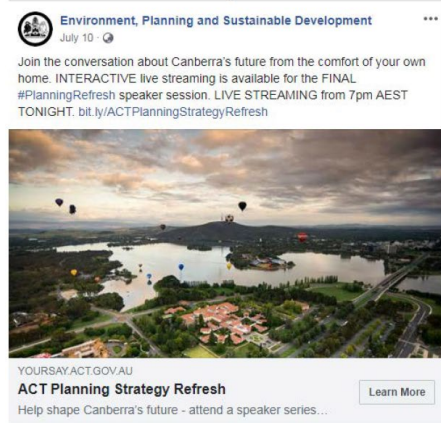 Environment, Planning and Sustainable Development
July 10 ·
Join the conversation about Canberra's future from the comfort of your own
home. INTERACTIVE live streaming is available for the FINAL
#PlanningRefresh speaker session. LIVE STREAMING from 7pm AEST
TONIGHT. bit.ly/ACTPlanningStrategyRefresh
YOURSAY.ACT.GOV.AU
ACT Planning Strategy Refresh
Learn More
Help shape Canberra's future - attend a speaker series...